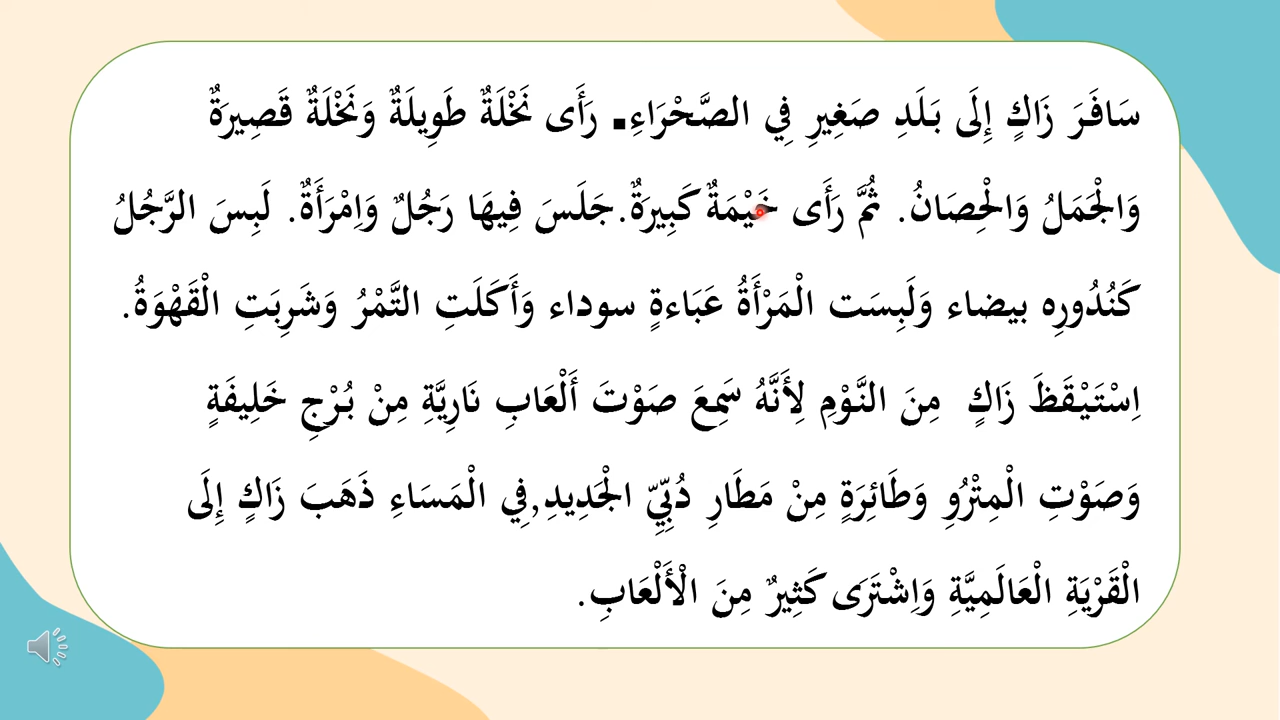 سَافَرَ زَاكٍ إِلَى بَلَدِ صَغِيرِ فِي الصَّحْرَاءِ. رَأَى نَخْلَةٌ طَوِيلَةٌ وَنَخْلَةٌ قَصِيرَةٌ
وَالْجَمَلُ وَالْحِصَانُ. ثُمَّ رَأَى خَيْمَةٌ كَبِيرَةٌ.جَلَسَ فِيهَا رَجُلٌ وَاِمْرَأَةٌ. لَبِسَ الرَّجُلُ
كَنُدُورِه بيضاء وَلَبِسَت الْمَرْأَةُ عَبَاءةٍ سوداء وَأَكَلَتِ التَّمْرُ وَشَرِبَتِ الْقَهْوَةُ.
اِسْتَيْقَظَ زَاكٍ مِنَ النَّوْمِ لِأَنَّهُ سَمِعَ صَوْتَ أَلْعَابِ نَارِيَّةِ مِنْ بُرْجِ خَلِيفَةٍ
وَصَوْتِ الْمِتْرُوِ وَطَائِرَةٍ مِنْ مَطَارِ دُبِيِّ الْجَدِيدِ,فِي الْمَسَاءِ ذَهَبَ زَاكٍ إِلَى
الْقَرْيَةِ الْعَالَمِيَّةِ وَاِشْتَرَى كَثِيرٌ مِنَ الْأَلْعَابِ.